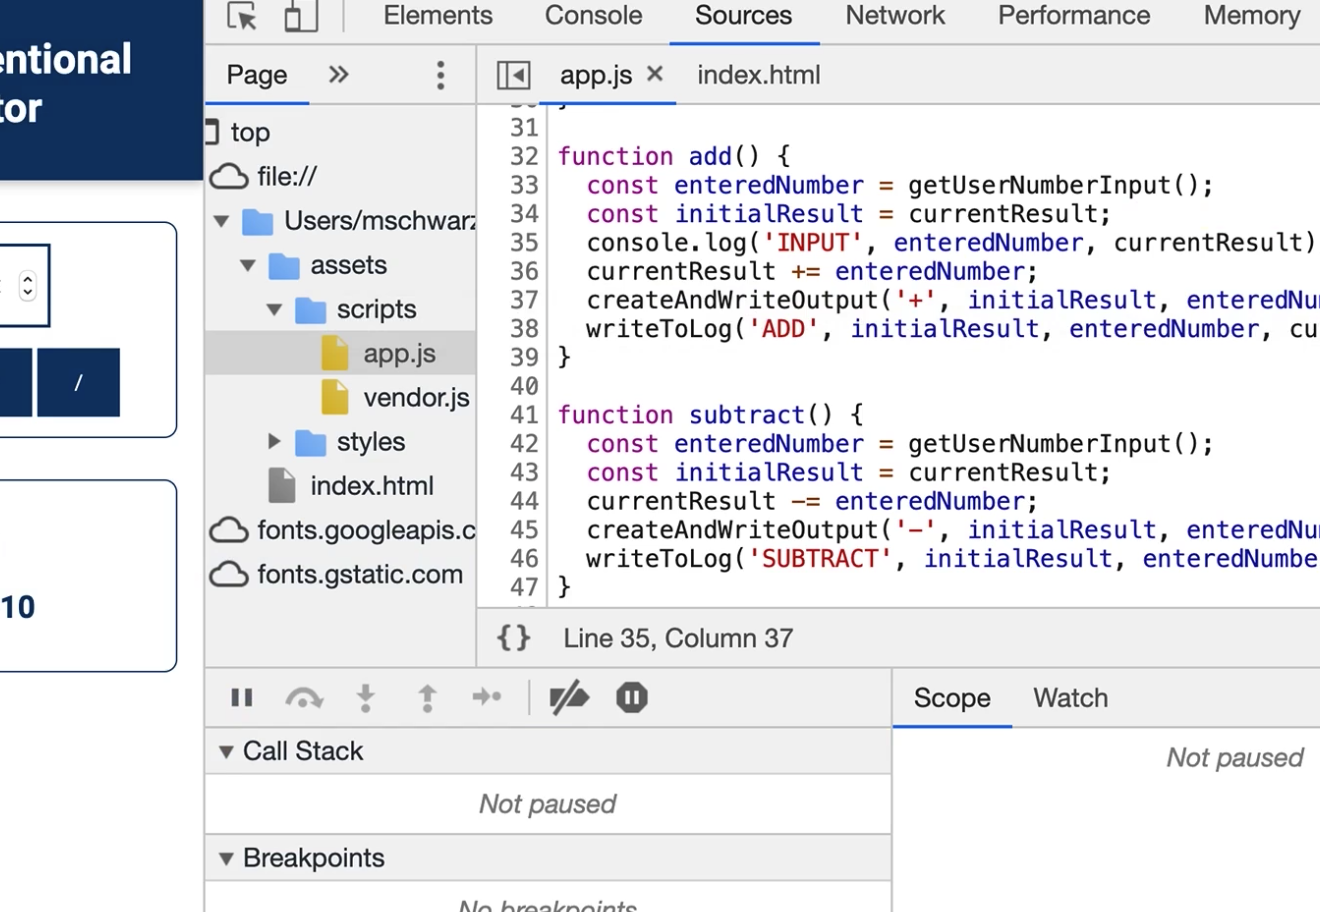 Elements Console Sources Network Performance Memory
entional
tor
Page » app.js × index.html
top
file://
Users/mschwarz
assets
scripts
app.js
vendor.js
styles
index.html
fonts.googleapis.c
fonts.gstatic.com
/
10
31
32 function add() {
33 const enteredNumber = getUserNumberInput();
34 const initialResult = currentResult;
35 console.log('INPUT', enteredNumber, currentResult)
36 currentResult += enteredNumber;
37 createAndWriteOutput('+', initialResult, enteredNu
38 writeToLog('ADD', initialResult, enteredNumber, cu
39 }
40
41 function subtract() {
42 const enteredNumber = getUserNumberInput();
43 const initialResult = currentResult;
44 currentResult -= enteredNumber;
45 createAndWriteOutput('-', initialResult, enteredNu
46 writeToLog('SUBTRACT', initialResult, enteredNumbe
47 }
{} Line 35, Column 37
Scope Watch
Call Stack
Not paused
Not paused
Breakpoints
No breakpoints